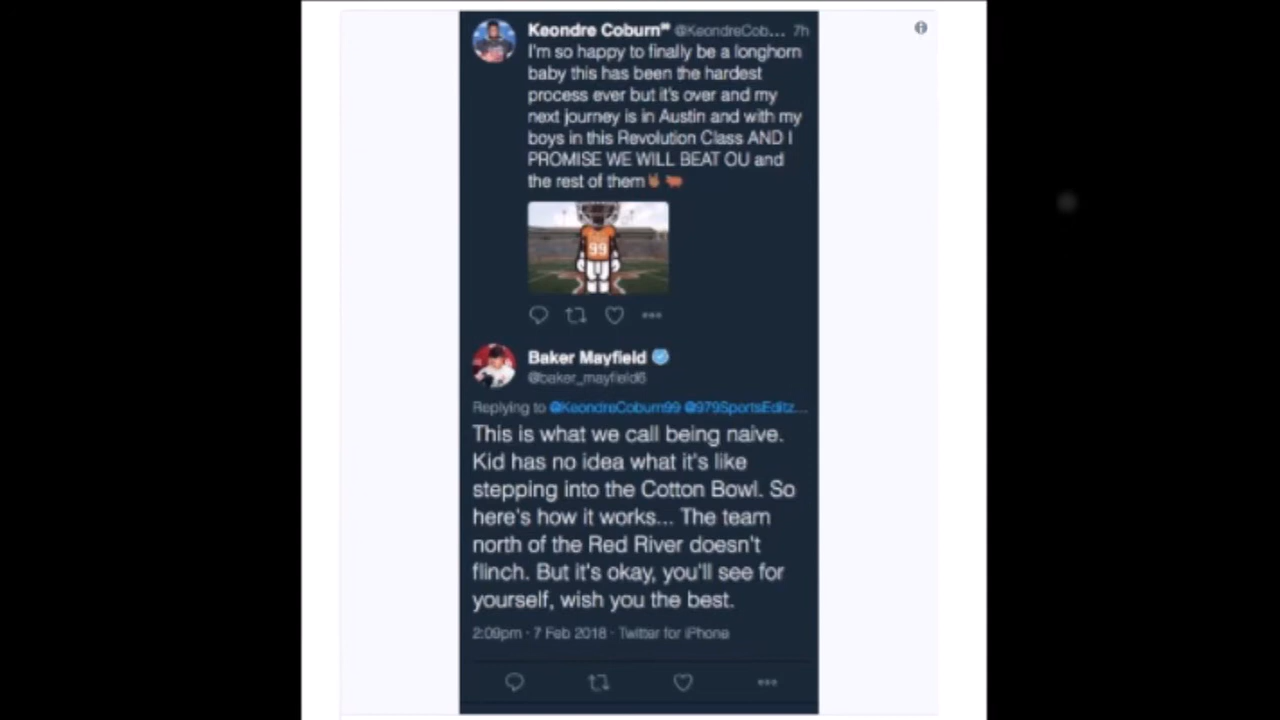 Keondre Coburn @KeondreCob... 7h
I'm so happy to finally be a longhorn
baby this has been the hardest
process ever but it's over and my
next journey is in Austin and with my
boys in this Revolution Class AND I
PROMISE WE WILL BEAT OU and
the rest of them🤘🏾🐂
99
Baker Mayfield
@baker_mayfield6
Replying to @KeondreCoburn99 @979SportsEditz...
This is what we call being naive.
Kid has no idea what it's like
stepping into the Cotton Bowl. So
here's how it works... The team
north of the Red River doesn't
flinch. But it's okay, you'll see for
yourself, wish you the best.
2:09pm · 7 Feb 2018 · Twitter for iPhone